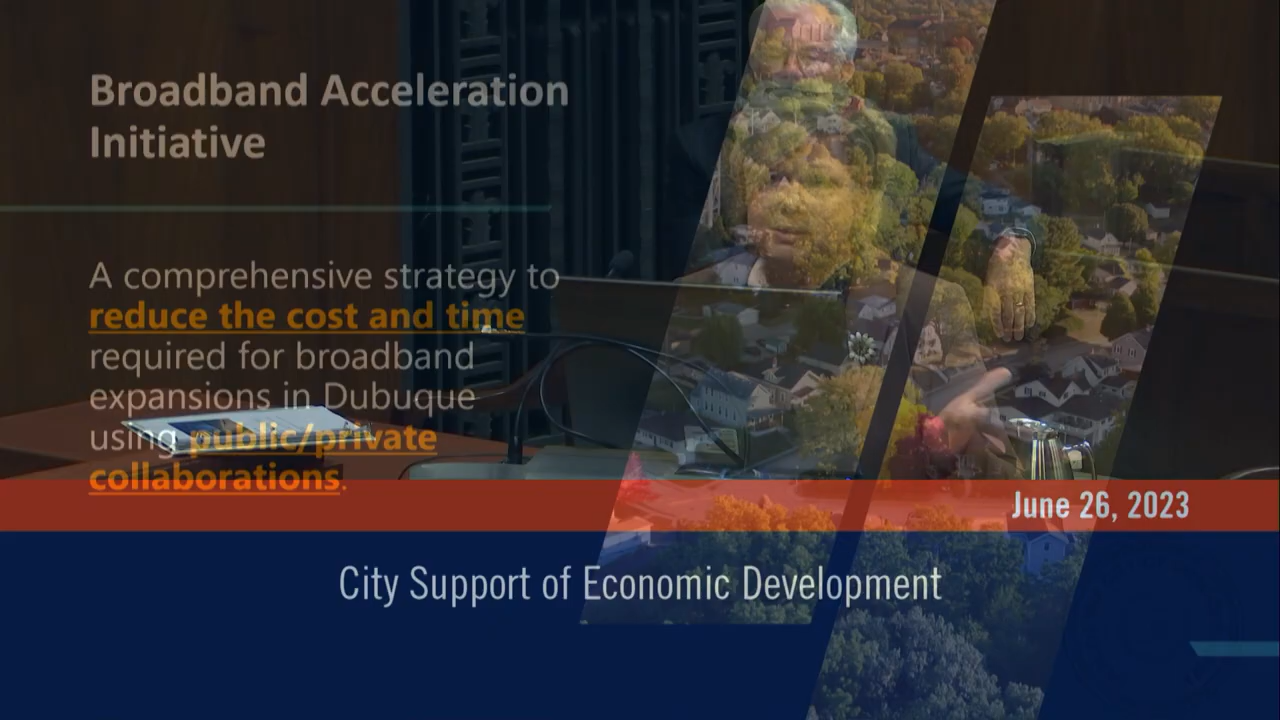 Broadband Acceleration
Initiative
A comprehensive strategy to
reduce the cost and time
required for broadband
expansions in Dubuque
using public/private
collaborations.
June 26, 2023
City Support of Economic Development